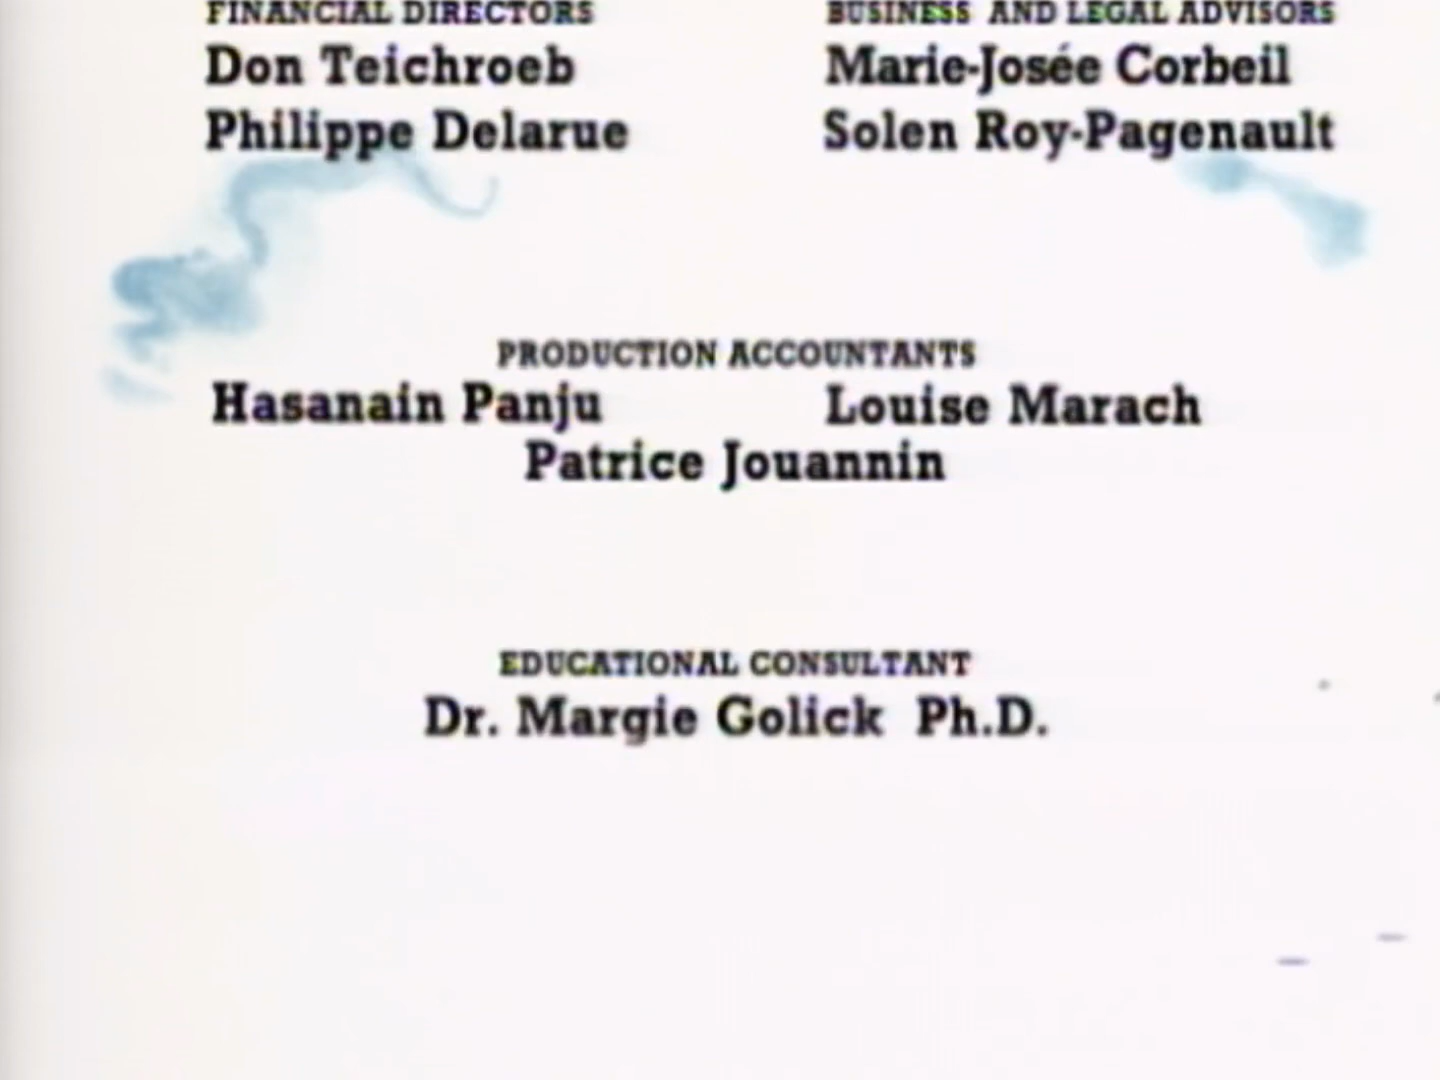 FINANCIAL DIRECTORS
Don Teichroeb
Philippe Delarue
BUSINESS AND LEGAL ADVISORS
Marie-Josée Corbeil
Solen Roy-Pagenault
PRODUCTION ACCOUNTANTS
Hasanain Panju
Louise Marach
Patrice Jouannin
EDUCATIONAL CONSULTANT
Dr. Margie Golick Ph.D.